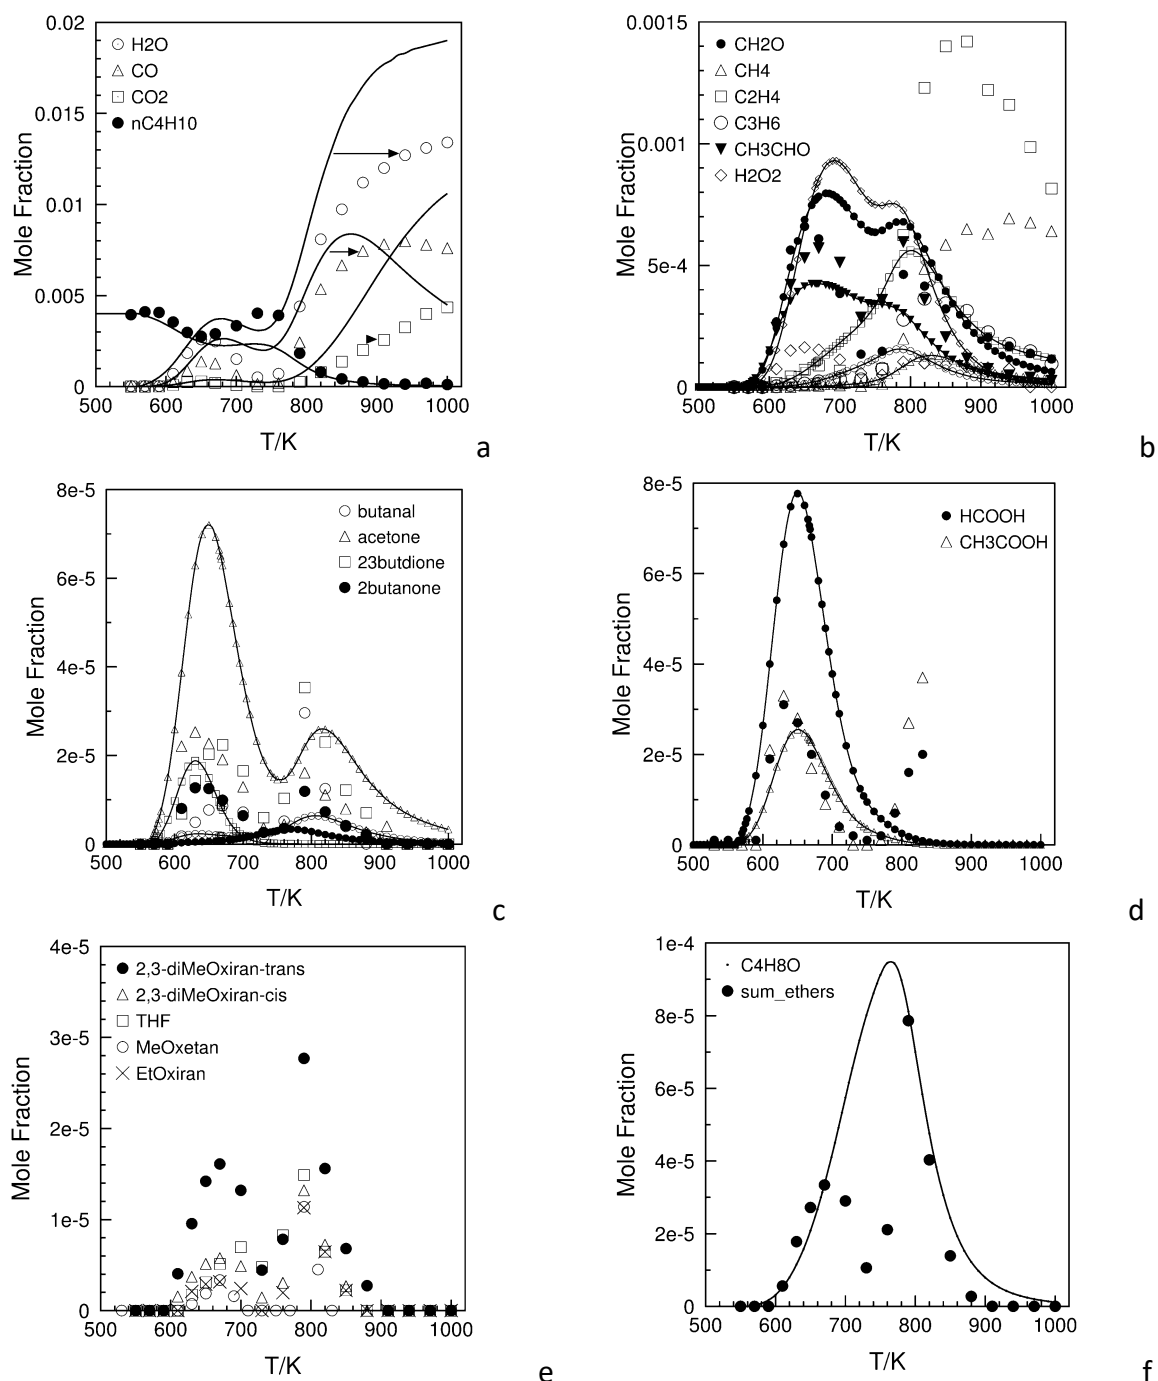 0.02
0.015
0.01
0.005
0
Mole Fraction
H2O
CO
CO2
nC4H10
500 600 700 800 900 1000
T/K
a
0.0015
0.001
5e-4
0
Mole Fraction
CH2O
CH4
C2H4
C3H6
CH3CHO
H2O2
500 600 700 800 900 1000
T/K
b
8e-5
6e-5
4e-5
2e-5
0
Mole Fraction
butanal
acetone
23butdione
2butanone
500 600 700 800 900 1000
T/K
c
8e-5
6e-5
4e-5
2e-5
0
Mole Fraction
HCOOH
CH3COOH
500 600 700 800 900 1000
T/K
d
4e-5
3e-5
2e-5
1e-5
0
Mole Fraction
2,3-diMeOxiran-trans
2,3-diMeOxiran-cis
THF
MeOxetan
EtOxiran
500 600 700 800 900 1000
T/K
e
1e-4
8e-5
6e-5
4e-5
2e-5
0
Mole Fraction
C4H8O
sum_ethers
500 600 700 800 900 1000
T/K
f